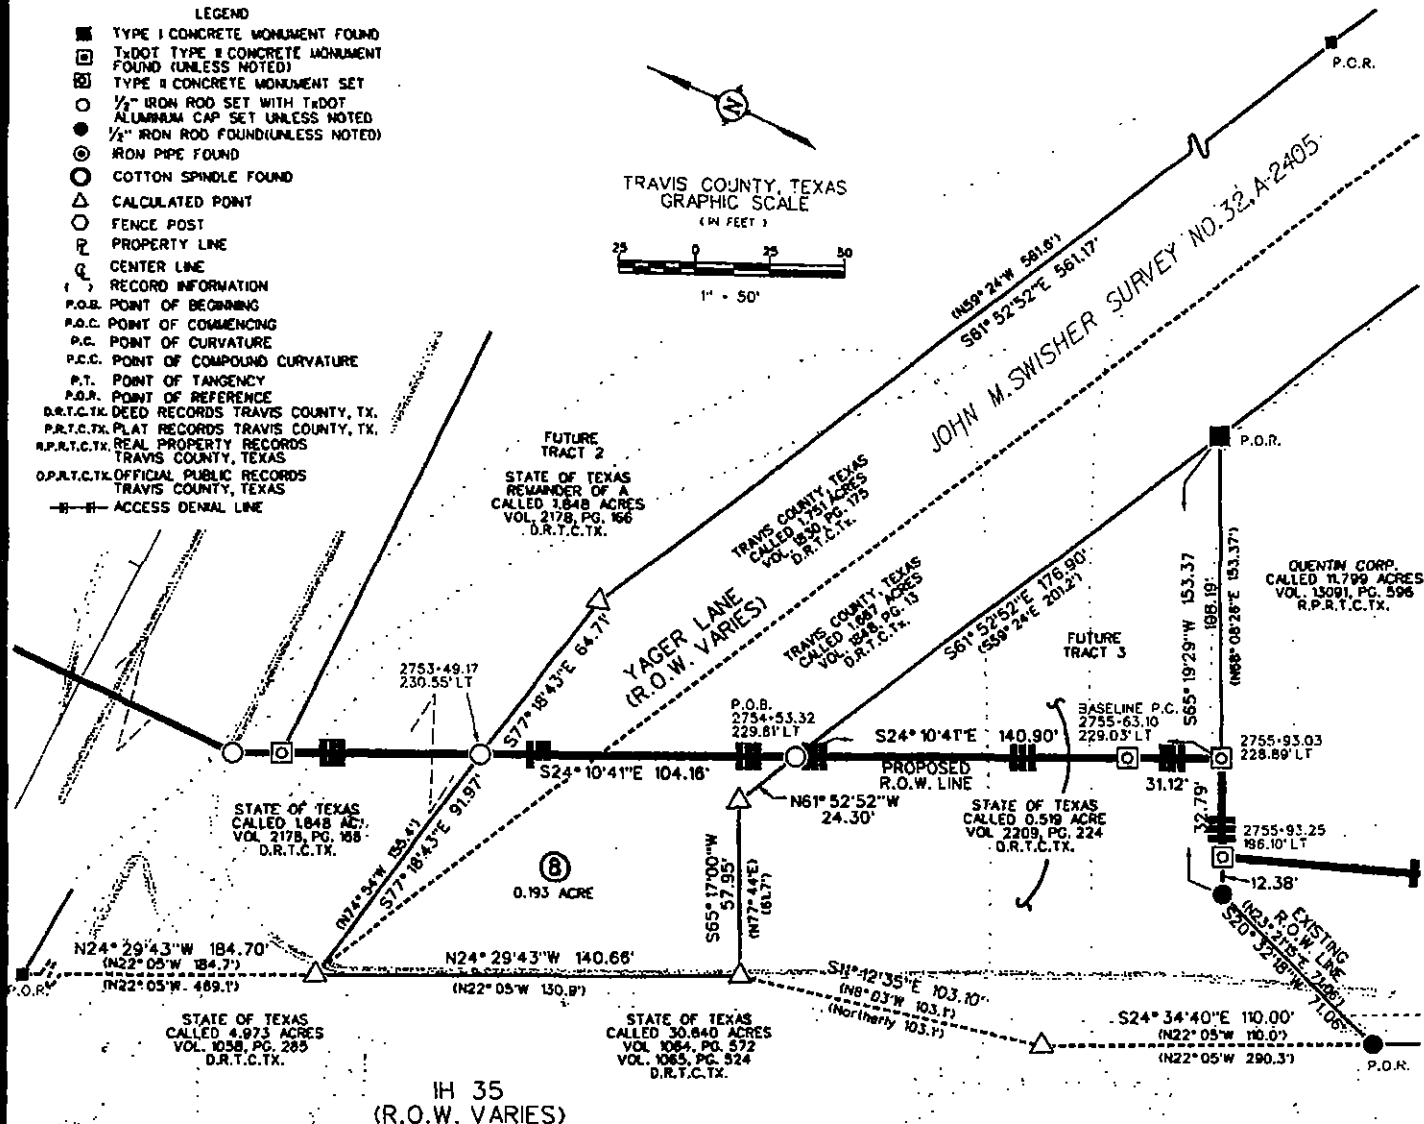 LEGEND
TYPE I CONCRETE MONUMENT FOUND
TxDOT TYPE II CONCRETE MONUMENT
FOUND (UNLESS NOTED)
TYPE II CONCRETE MONUMENT SET
1/2" IRON ROD SET WITH TxDOT
ALUMINUM CAP SET UNLESS NOTED
1/2" IRON ROD FOUND(UNLESS NOTED)
IRON PIPE FOUND
COTTON SPINDLE FOUND
CALCULATED POINT
FENCE POST
PROPERTY LINE
CENTER LINE
( ) RECORD INFORMATION
P.O.B. POINT OF BEGINNING
P.O.C. POINT OF COMMENCING
P.C. POINT OF CURVATURE
P.C.C. POINT OF COMPOUND CURVATURE
P.T. POINT OF TANGENCY
P.O.R. POINT OF REFERENCE
D.R.T.C.TX. DEED RECORDS TRAVIS COUNTY, TX.
P.R.T.C.TX. PLAT RECORDS TRAVIS COUNTY, TX.
R.P.R.T.C.TX. REAL PROPERTY RECORDS
TRAVIS COUNTY, TEXAS
O.P.R.T.C.TX. OFFICIAL PUBLIC RECORDS
TRAVIS COUNTY, TEXAS
ACCESS DENIAL LINE
N
TRAVIS COUNTY, TEXAS
GRAPHIC SCALE
( IN FEET )
25 0 25 50
1" = 50'
P.O.R.
(N59° 24'W 561.6')
S61° 52'52"E 561.17'
JOHN M. SWISHER SURVEY NO. 32, A-2405
FUTURE
TRACT 2
STATE OF TEXAS
REMAINDER OF A
CALLED 1.848 ACRES
VOL. 2178, PG. 166
D.R.T.C.TX.
TRAVIS COUNTY, TEXAS
CALLED 1.751 ACRES
VOL. 1830, PG. 175
D.R.T.C.Tx.
YAGER LANE
(R.O.W. VARIES)
TRAVIS COUNTY, TEXAS
CALLED 1.667 ACRES
VOL. 1848, PG. 13
D.R.T.C.Tx.
S61° 52'52"E 176.90'
(S59° 24'E 201.2')
P.O.R.
S65° 19'29"W 153.37
198.19'
(N68° 08'28"E 153.37')
QUENTIN CORP.
CALLED 11.799 ACRES
VOL. 13091, PG. 596
R.P.R.T.C.TX.
FUTURE
TRACT 3
2753+49.17
230.55' LT
S77° 18'43"E 64.71'
P.O.B.
2754+53.32
229.81' LT
BASELINE P.C.
2755+63.10
229.03' LT
2755+93.03
228.89' LT
S24° 10'41"E 104.16'
S24° 10'41"E 140.90'
PROPOSED
R.O.W. LINE
31.12'
32.79'
N61° 52'52"W
24.30'
STATE OF TEXAS
CALLED 1.848 AC.
VOL. 2178, PG. 166
D.R.T.C.TX.
(N74° 54'W 155.4')
S77° 18'43"E 91.97'
8
0.193 ACRE
S65° 17'00"W
57.95'
(N77° 44'E)
(61.7')
STATE OF TEXAS
CALLED 0.519 ACRE
VOL 2209, PG. 224
D.R.T.C.TX.
2755+93.25
196.10' LT
12.38'
EXISTING
R.O.W. LINE
(N23° 21'15"E 71.06')
S20° 32'18"W 71.06'
P.O.R.
N24° 29'43"W 184.70'
(N22° 05'W 184.7')
(N22° 05'W 469.1')
N24° 29'43"W 140.66'
(N22° 05'W 130.9')
S11° 12'35"E 103.10'
(N8° 03'W 103.1')
(Northerly 103.1')
S24° 34'40"E 110.00'
(N22° 05'W 110.0')
(N22° 05'W 290.3')
P.O.R.
STATE OF TEXAS
CALLED 4.973 ACRES
VOL. 1058, PG. 285
D.R.T.C.TX.
STATE OF TEXAS
CALLED 30.640 ACRES
VOL 1064, PG. 572
VOL. 1065, PG. 524
D.R.T.C.TX.
IH 35
(R.O.W. VARIES)